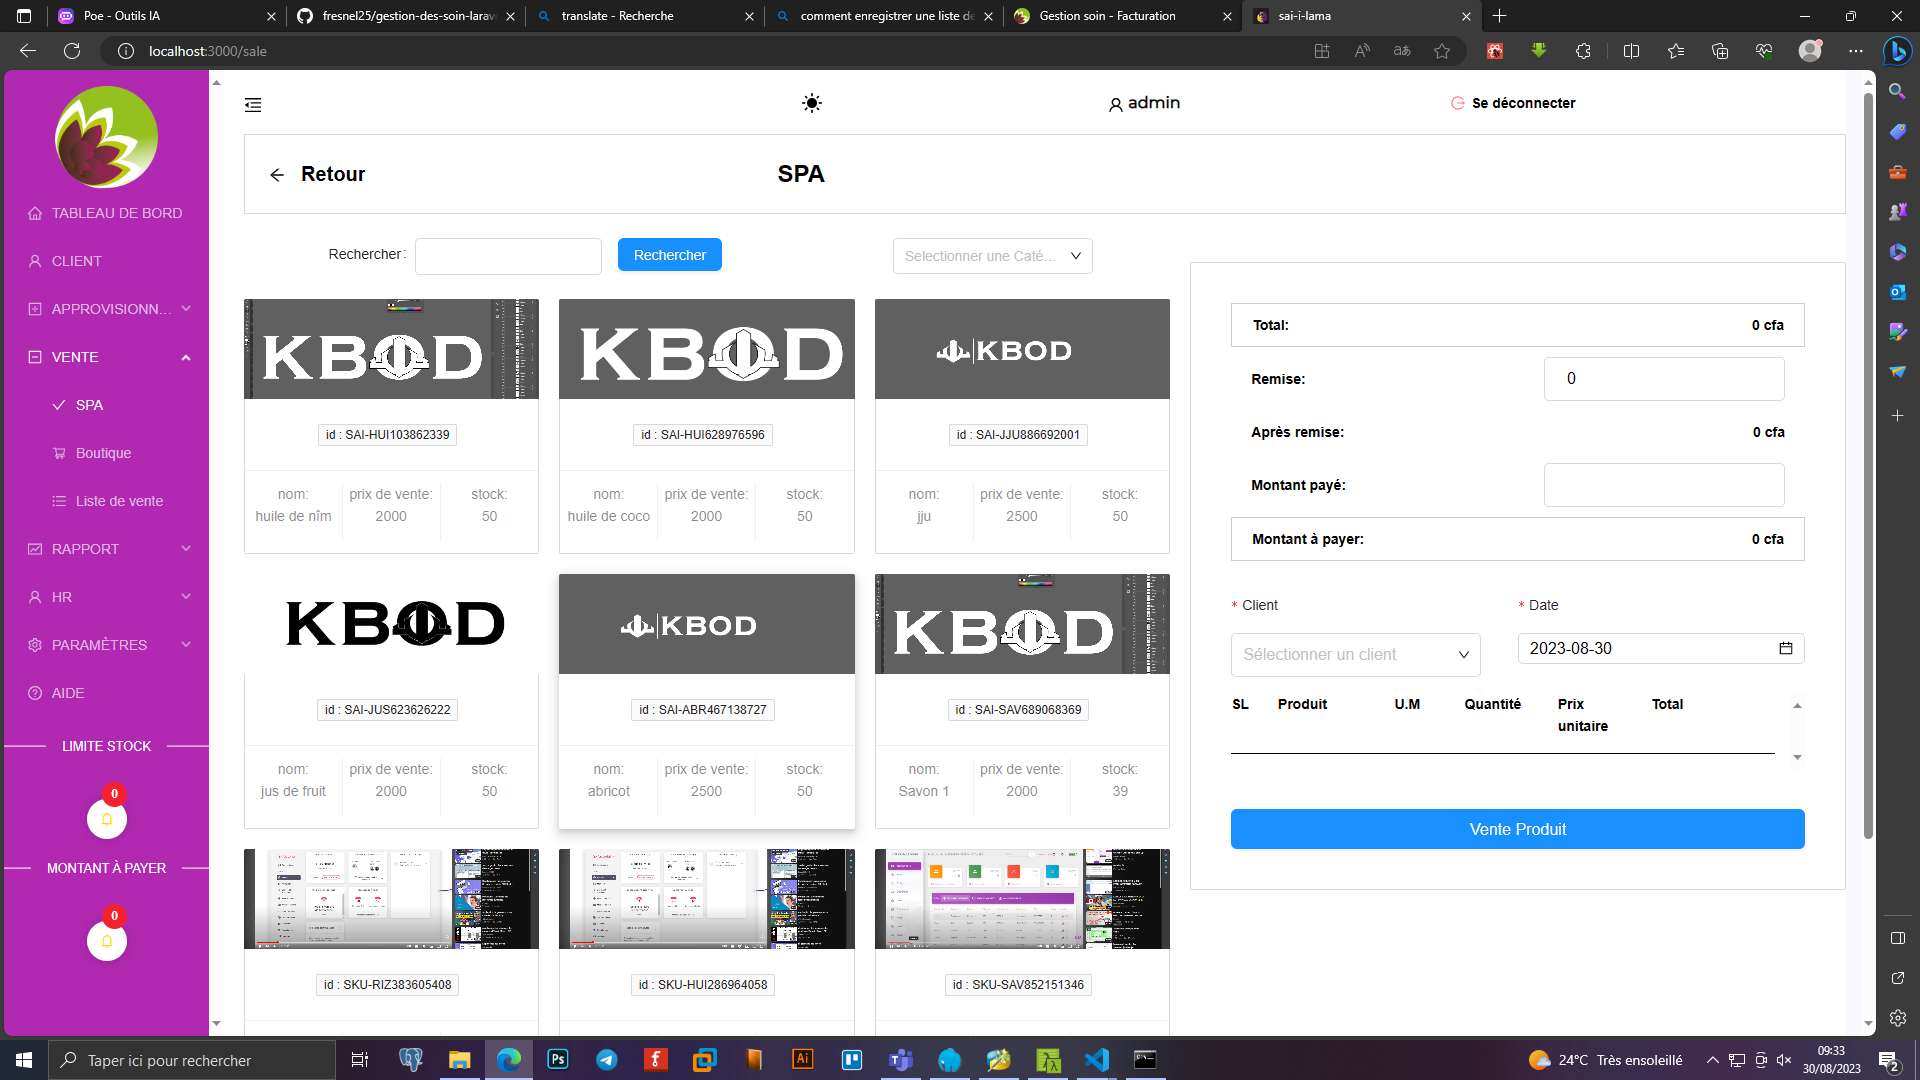 Poe - Outils IA
fresnel25/gestion-des-soin-larav
translate - Recherche
comment enregistrer une liste de
Gestion soin - Facturation
sai-i-lama
localhost:3000/sale
admin
Se déconnecter
Retour
SPA
TABLEAU DE BORD
CLIENT
APPROVISIONN...
VENTE
SPA
Boutique
Liste de vente
RAPPORT
HR
PARAMÈTRES
AIDE
LIMITE STOCK
0
MONTANT À PAYER
0
Rechercher:
Rechercher
Selectionner une Caté...
KBOD
id : SAI-HUI103862339
nom:
huile de nîm
prix de vente:
2000
stock:
50
KBOD
id : SAI-HUI628976596
nom:
huile de coco
prix de vente:
2000
stock:
50
KBOD
id : SAI-JJU886692001
nom:
jju
prix de vente:
2500
stock:
50
KBOD
id : SAI-JUS623626222
nom:
jus de fruit
prix de vente:
2000
stock:
50
KBOD
id : SAI-ABR467138727
nom:
abricot
prix de vente:
2500
stock:
50
KBOD
id : SAI-SAV689068369
nom:
Savon 1
prix de vente:
2000
stock:
39
id : SKU-RIZ383605408
id : SKU-HUI286964058
id : SKU-SAV852151346
Total: 0 cfa
Remise: 0
Après remise: 0 cfa
Montant payé:
Montant à payer: 0 cfa
* Client
Sélectionner un client
* Date
2023-08-30
SL Produit U.M Quantité Prix unitaire Total
Vente Produit
Taper ici pour rechercher
24°C Très ensoleillé
09:33
30/08/2023
2